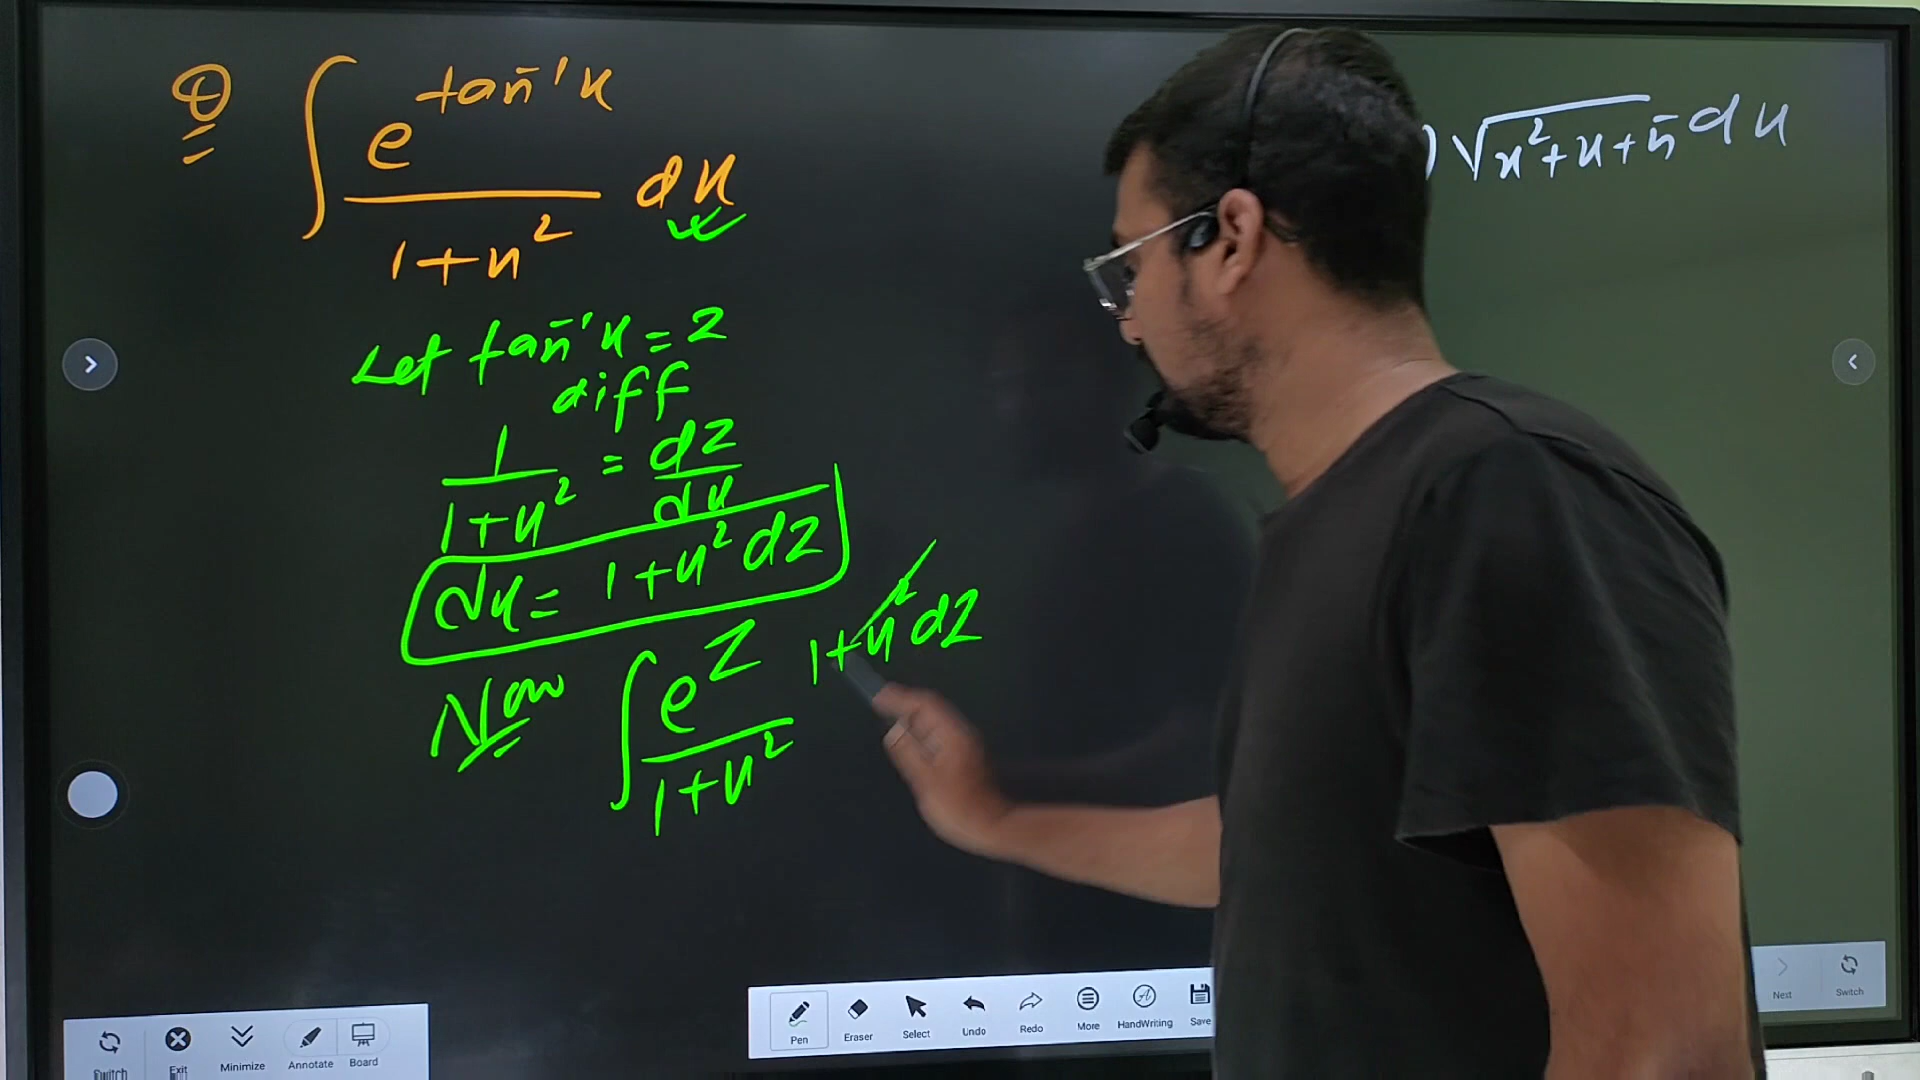 Q ∫ e^(tan⁻¹x) / (1+x²) dx
Let tan⁻¹x = z
diff
1/(1+x²) = dz/dx
dx = 1+x² dz
Now ∫ e^z / (1+x²) 1+x² dz
) √(x²+x+
dx
Switch
Exit
Minimize
Annotate
Board
Pen
Eraser
Select
Undo
Redo
More
HandWriting
Save
Next
Switch